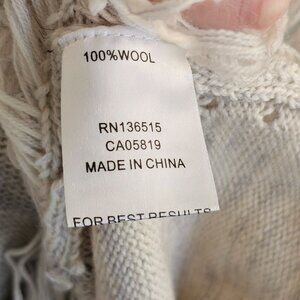 100%WOOL
RN136515
CA05819
MADE IN CHINA
FOR BEST RESULTS